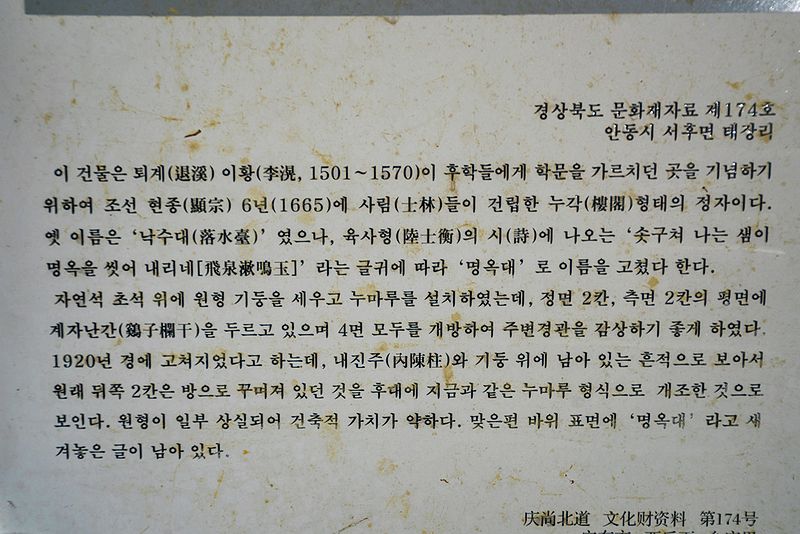 경상북도 문화재자료 제174호
안동시 서후면 태장리
이 건물은 퇴계(退溪) 이황(李滉, 1501~1570)이 후학들에게 학문을 가르치던 곳을 기념하기
위하여 조선 현종(顯宗) 6년(1665)에 사림(士林)들이 건립한 누각(樓閣)형태의 정자이다.
옛 이름은 ‘낙수대(落水臺)’ 였으나, 육사형(陸士衡)의 시(詩)에 나오는 ‘솟구쳐 나는 샘이
명옥을 씻어 내리네[飛泉漱鳴玉]’ 라는 글귀에 따라 ‘명옥대’ 로 이름을 고쳤다 한다.
자연석 초석 위에 원형 기둥을 세우고 누마루를 설치하였는데, 정면 2칸, 측면 2칸의 평면에
계자난간(鷄子欄干)을 두르고 있으며 4면 모두를 개방하여 주변경관을 감상하기 좋게 하였다.
1920년 경에 고쳐지었다고 하는데, 내진주(內陳柱)와 기둥 위에 남아 있는 흔적으로 보아서
원래 뒤쪽 2칸은 방으로 꾸며져 있던 것을 후대에 지금과 같은 누마루 형식으로 개조한 것으로
보인다. 원형이 일부 상실되어 건축적 가치가 약하다. 맞은편 바위 표면에 ‘명옥대’ 라고 새
겨놓은 글이 남아 있다.
庆尚北道 文化财资料 第174号